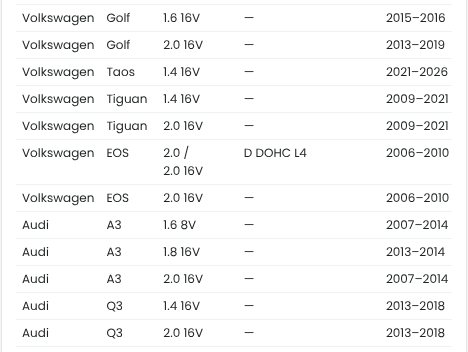 Volkswagen Golf 1.6 16V — 2015–2016
Volkswagen Golf 2.0 16V — 2013–2019
Volkswagen Taos 1.4 16V — 2021–2026
Volkswagen Tiguan 1.4 16V — 2009–2021
Volkswagen Tiguan 2.0 16V — 2009–2021
Volkswagen EOS 2.0 / D DOHC L4 2006–2010
2.0 16V
Volkswagen EOS 2.0 16V — 2006–2010
Audi A3 1.6 8V — 2007–2014
Audi A3 1.8 16V — 2013–2014
Audi A3 2.0 16V — 2007–2014
Audi Q3 1.4 16V — 2013–2018
Audi Q3 2.0 16V — 2013–2018